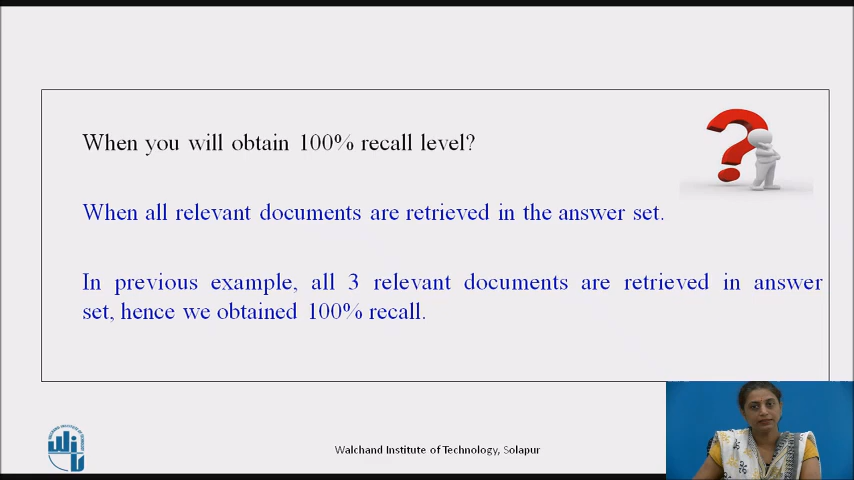 When you will obtain 100% recall level?
When all relevant documents are retrieved in the answer set.
In previous example, all 3 relevant documents are retrieved in answer
set, hence we obtained 100% recall.
Walchand Institute of Technology, Solapur